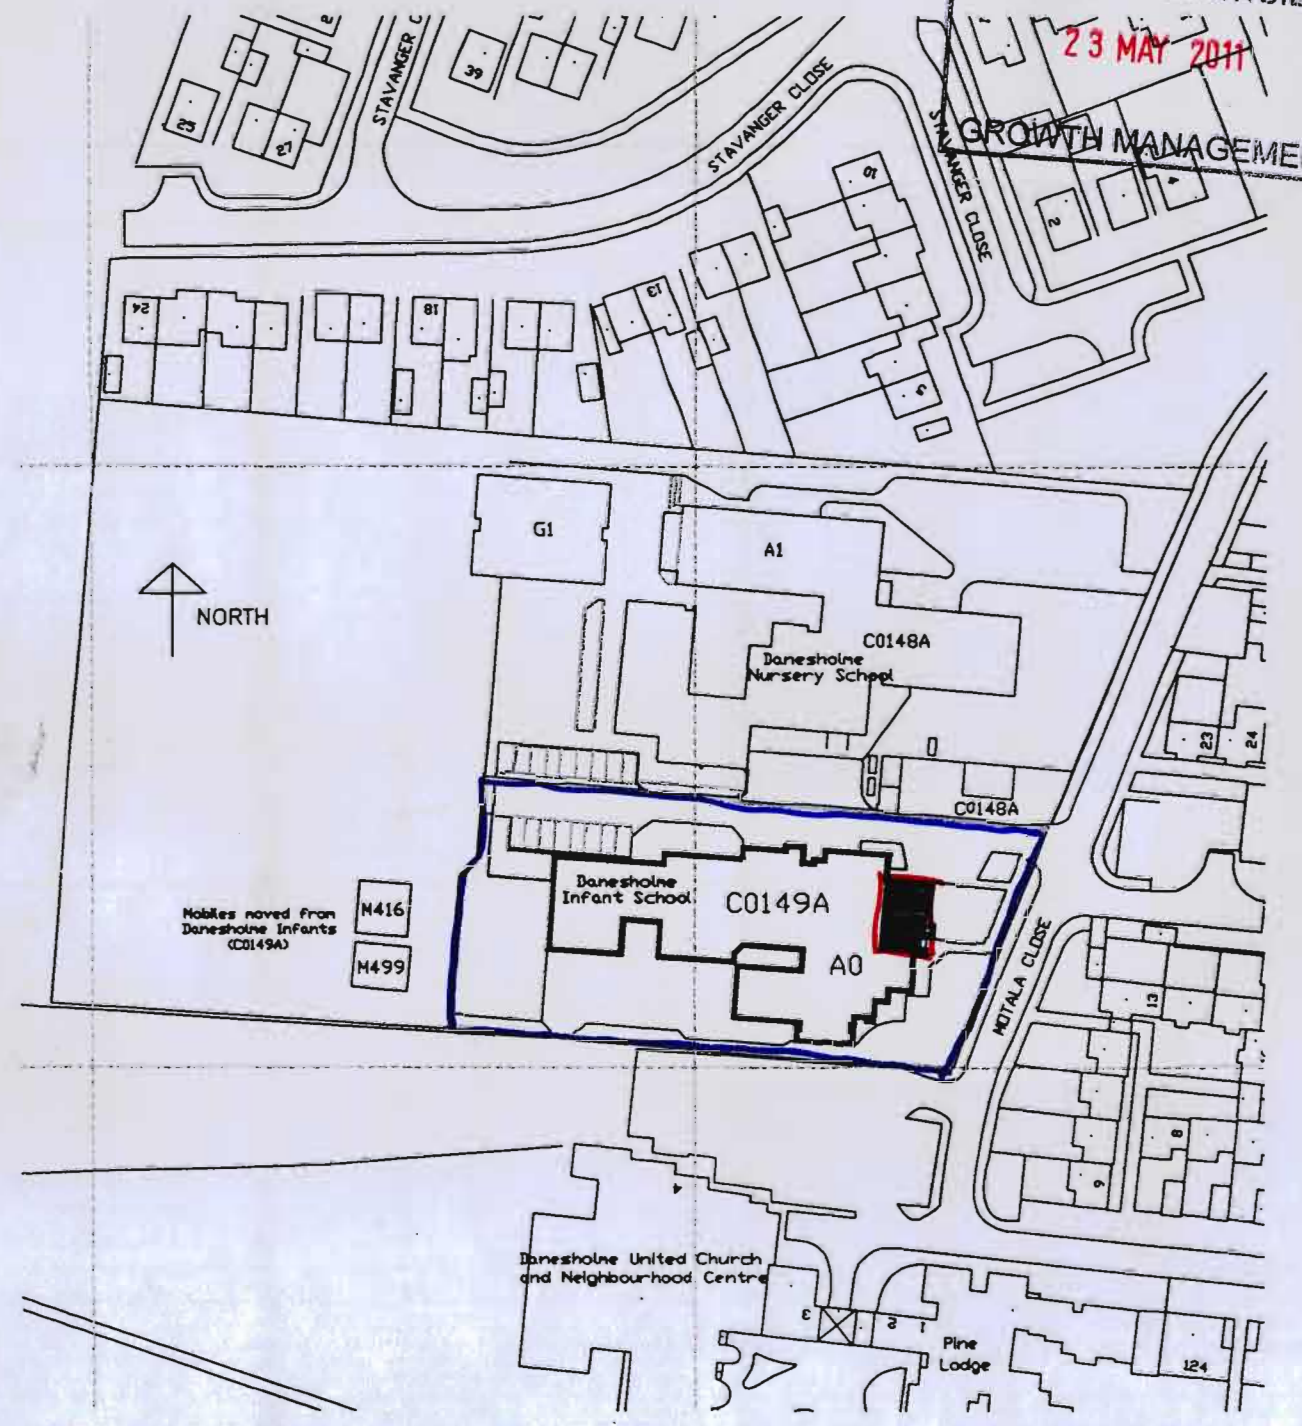 23 MAY 2011
GROWTH MANAGEME
STAVANGER C
STAVANGER CLOSE
STAVANGER CLOSE
39
25
27
10
2
4
24
18
13
G1
A1
NORTH
C0148A
Danesholme
Nursery School
23
24
C0148A
Danesholme
Infant School
C0149A
A0
Mobiles moved from
Danesholme Infants
(C0149A)
M416
M499
MOTALA CLOSE
13
8
4
Danesholme United Church
and Neighbourhood Centre
3
2
1
Pine
Lodge
124